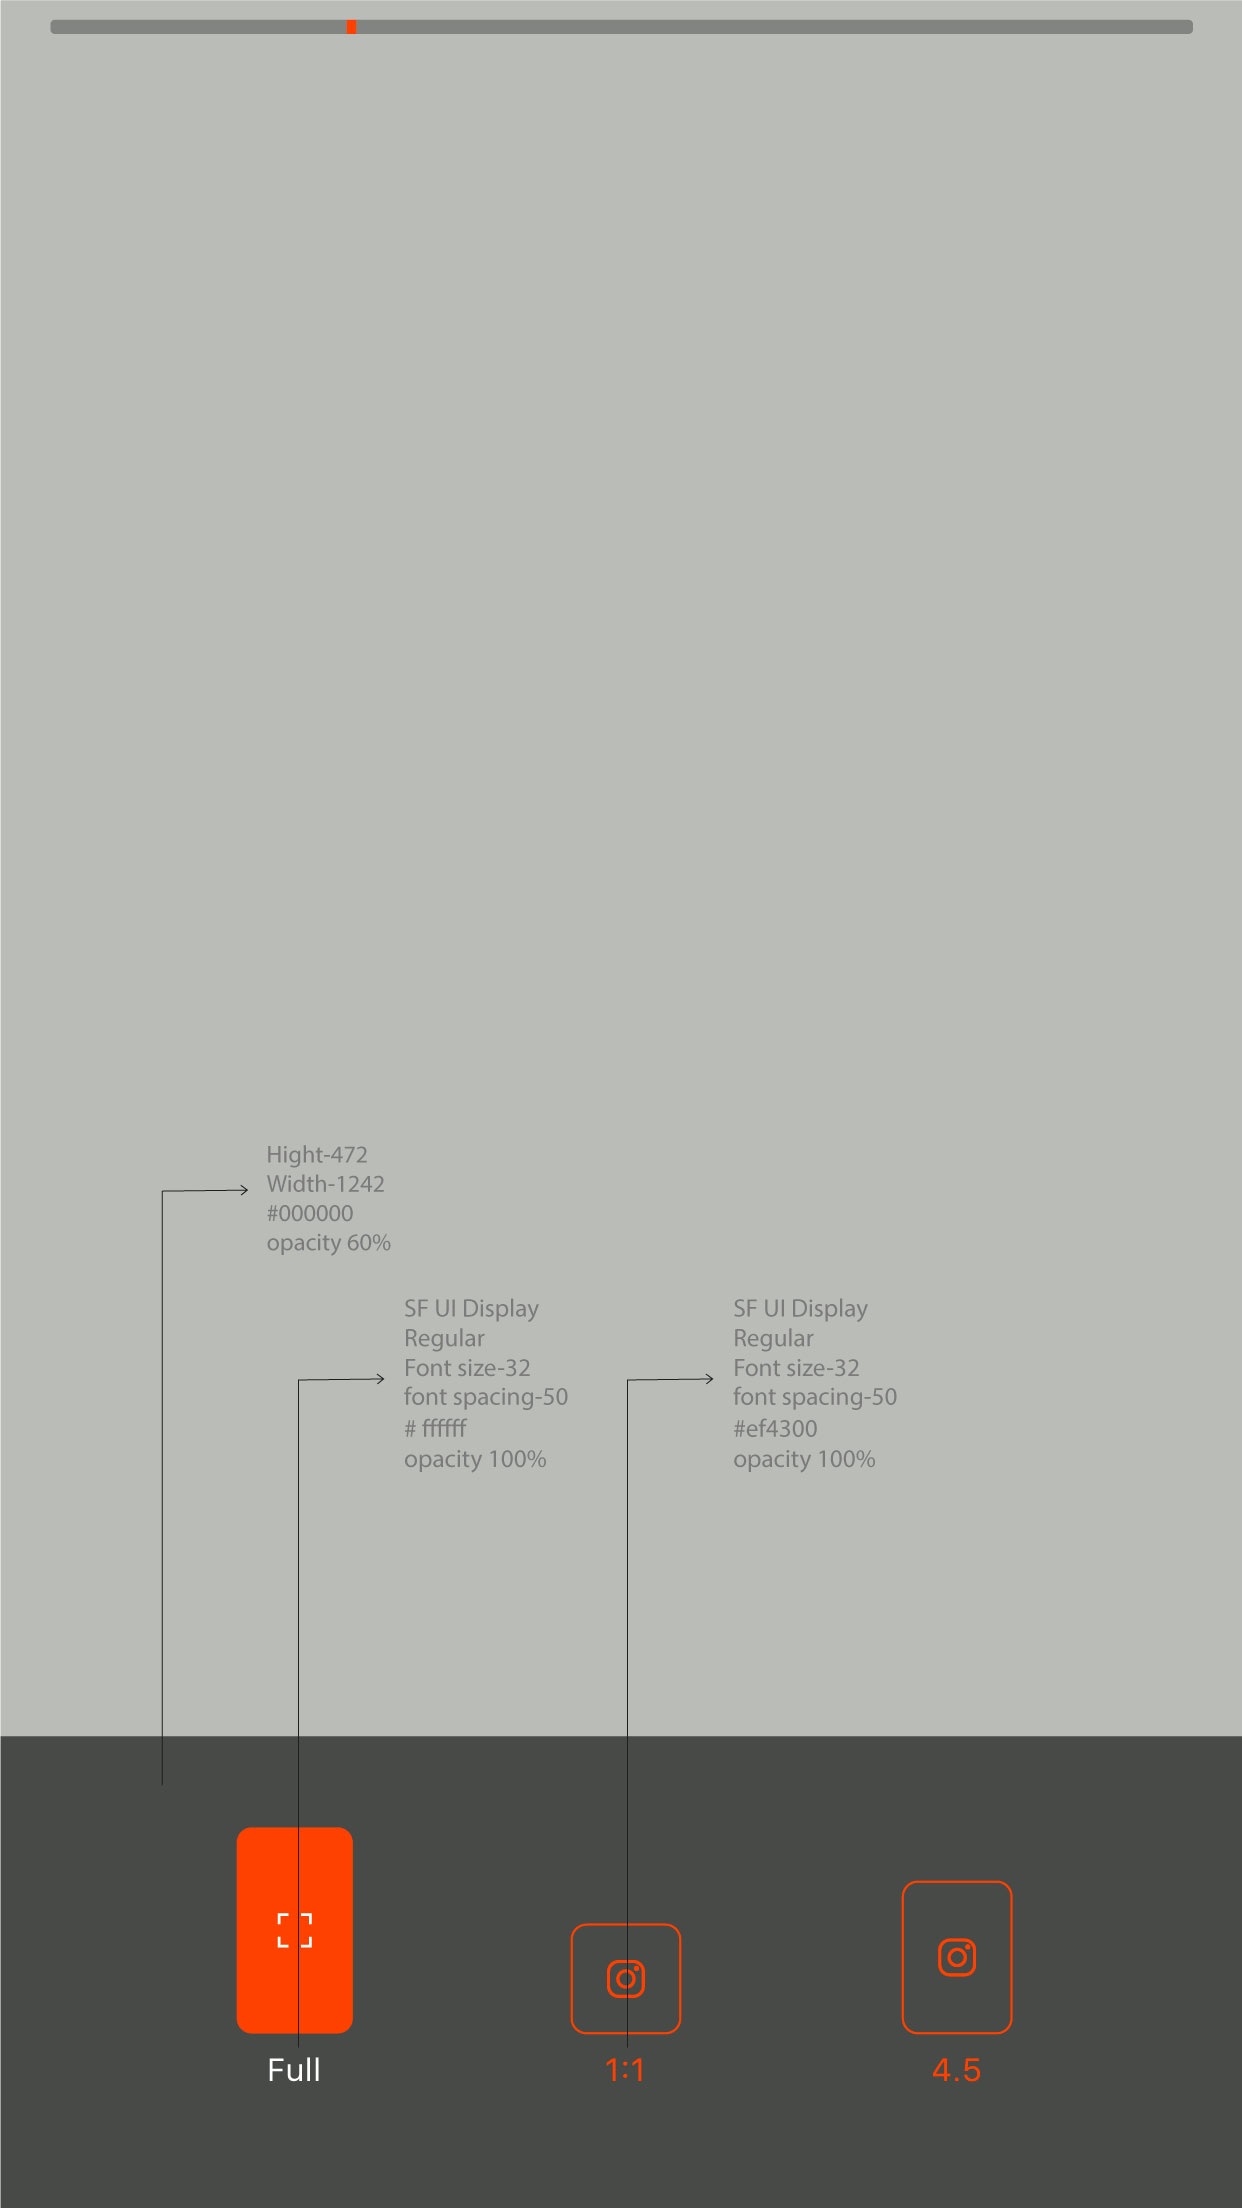 Hight-472
Width-1242
#000000
opacity 60%
SF UI Display
Regular
Font size-32
font spacing-50
# ffffff
opacity 100%
SF UI Display
Regular
Font size-32
font spacing-50
#ef4300
opacity 100%
Full
1:1
4.5